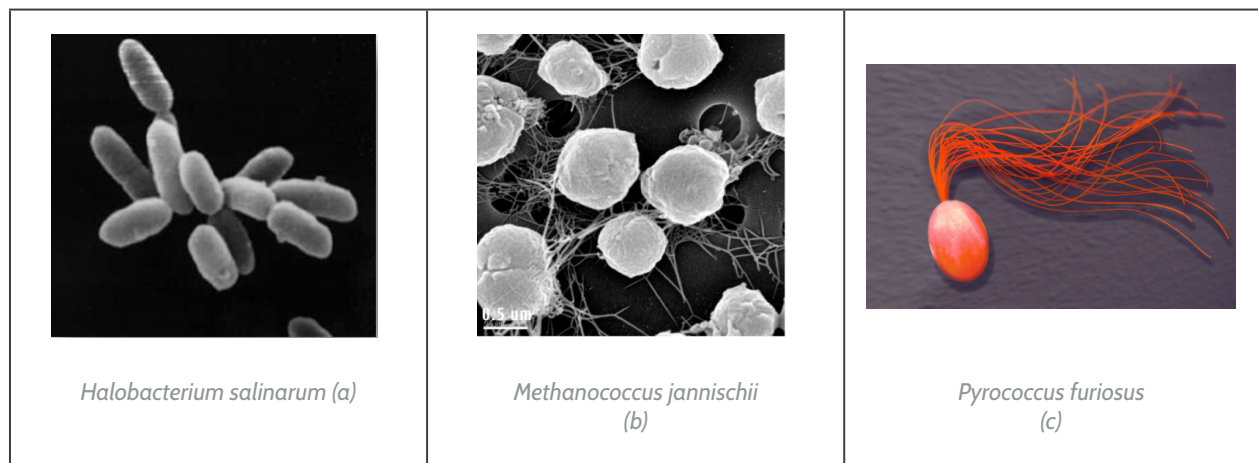 0.5 um
Halobacterium salinarum (a)
Methanococcus jannischii
(b)
Pyrococcus furiosus
(c)